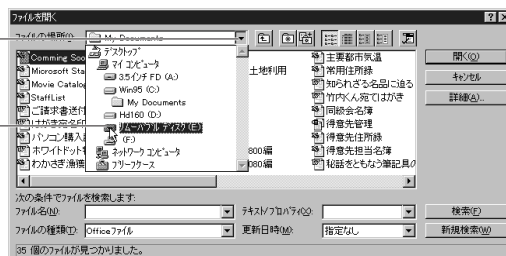 ファイルを開く
ファイルの場所(I):
My Documents
デスクトップ
マイ コンピュータ
3.5インチ FD (A:)
Win95 (C:)
My Documents
Hd160 (D:)
リムーバブル ディスク (E:)
(F:)
ネットワーク コンピュータ
ブリーフケース
Comming Soo
Microsoft Sta
Movie Catalog
StaffList
ご請求書送付
はがき宛名印
パソコン購入
ホワイトドット
わかさぎ漁獲
土地利用
800編
080編
主要都市気温
常用住所録
知られざる名品に迫る
竹内くん宛てはがき
同級会名簿
得意先管理
得意先住所録
得意先担当名簿
秘話をともなう筆記具の
開く(O)
キャンセル
詳細(A)...
次の条件でファイルを検索します:
ファイル名(N):
テキスト/プロパティ(X):
検索(F)
ファイルの種類(T):
Officeファイル
更新日時(M):
指定なし
新規検索(W)
35 個のファイルが見つかりました。